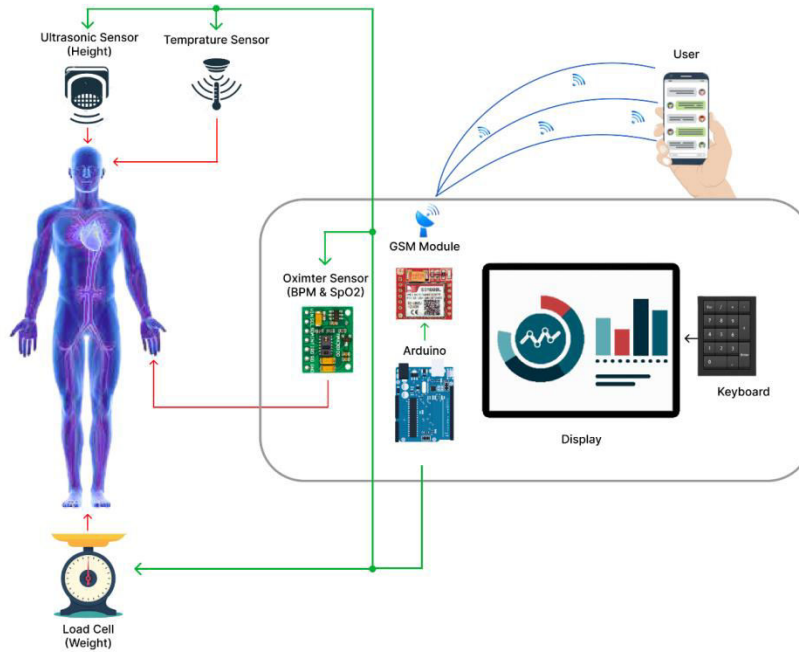 Ultrasonic Sensor
(Height)
Temprature Sensor
User
GSM Module
Oximter Sensor
(BPM & SpO2)
Arduino
Keyboard
Display
Load Cell
(Weight)